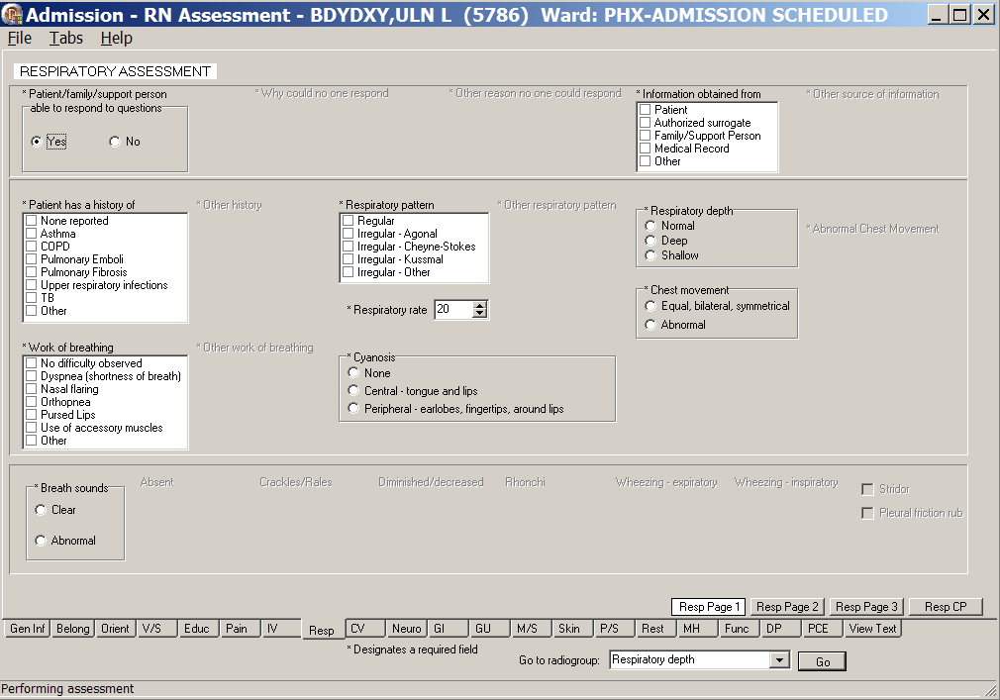 Admission - RN Assessment - BDYDXY,ULN L (5786) Ward: PHX-ADMISSION SCHEDULED
File Tabs Help
RESPIRATORY ASSESSMENT
* Patient/family/support person
able to respond to questions
Yes No
* Why could no one respond
* Other reason no one could respond
* Information obtained from
Patient
Authorized surrogate
Family/Support Person
Medical Record
Other
* Other source of information
* Patient has a history of
None reported
Asthma
COPD
Pulmonary Emboli
Pulmonary Fibrosis
Upper respiratory infections
TB
Other
* Other history
* Respiratory pattern
Regular
Irregular - Agonal
Irregular - Cheyne-Stokes
Irregular - Kussmal
Irregular - Other
* Other respiratory pattern
* Respiratory rate 20
* Respiratory depth
Normal
Deep
Shallow
* Abnormal Chest Movement
* Chest movement
Equal, bilateral, symmetrical
Abnormal
* Work of breathing
No difficulty observed
Dyspnea (shortness of breath)
Nasal flaring
Orthopnea
Pursed Lips
Use of accessory muscles
Other
* Other work of breathing
* Cyanosis
None
Central - tongue and lips
Peripheral - earlobes, fingertips, around lips
* Breath sounds
Clear
Abnormal
Absent Crackles/Rales Diminished/decreased Rhonchi Wheezing - expiratory Wheezing - inspiratory
Stridor
Pleural friction rub
Resp Page 1 Resp Page 2 Resp Page 3 Resp CP
Gen Inf Belong Orient V/S Educ Pain IV Resp CV Neuro GI GU M/S Skin P/S Rest MH Func DP PCE View Text
* Designates a required field
Go to radiogroup: Respiratory depth Go
Performing assessment